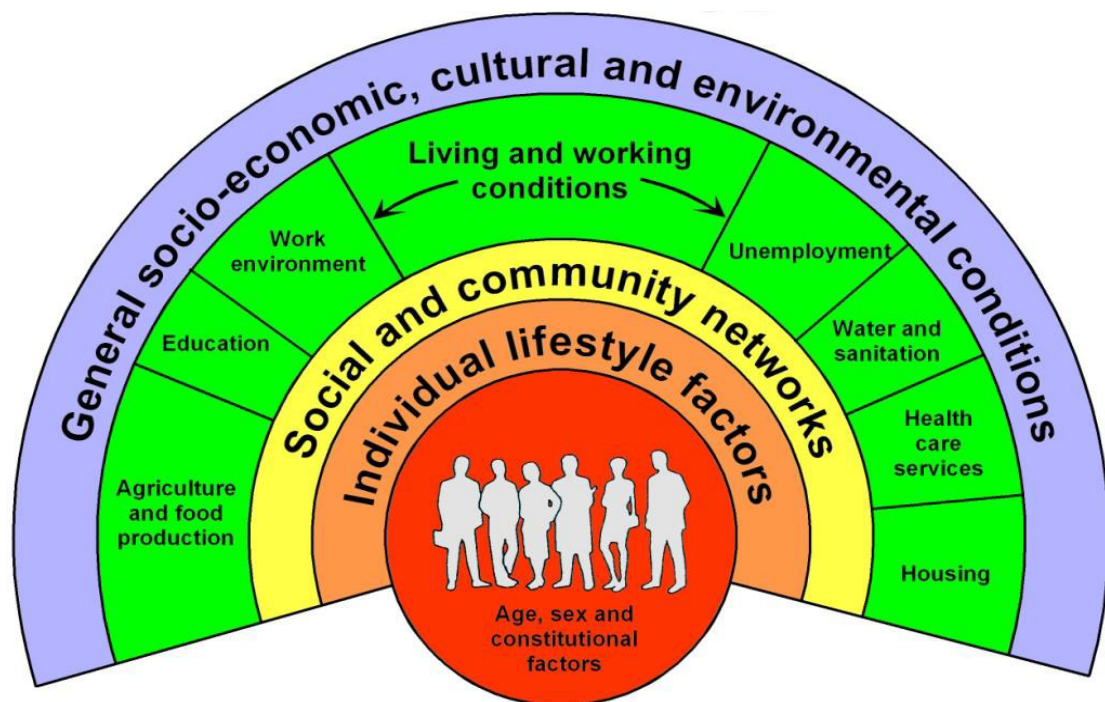 General socio-economic, cultural and environmental conditions
Living and working
conditions
Work
environment
Unemployment
Education
Water and
sanitation
Agriculture
and food
production
Health
care
services
Housing
Social and community networks
Individual lifestyle factors
Age, sex and
constitutional
factors